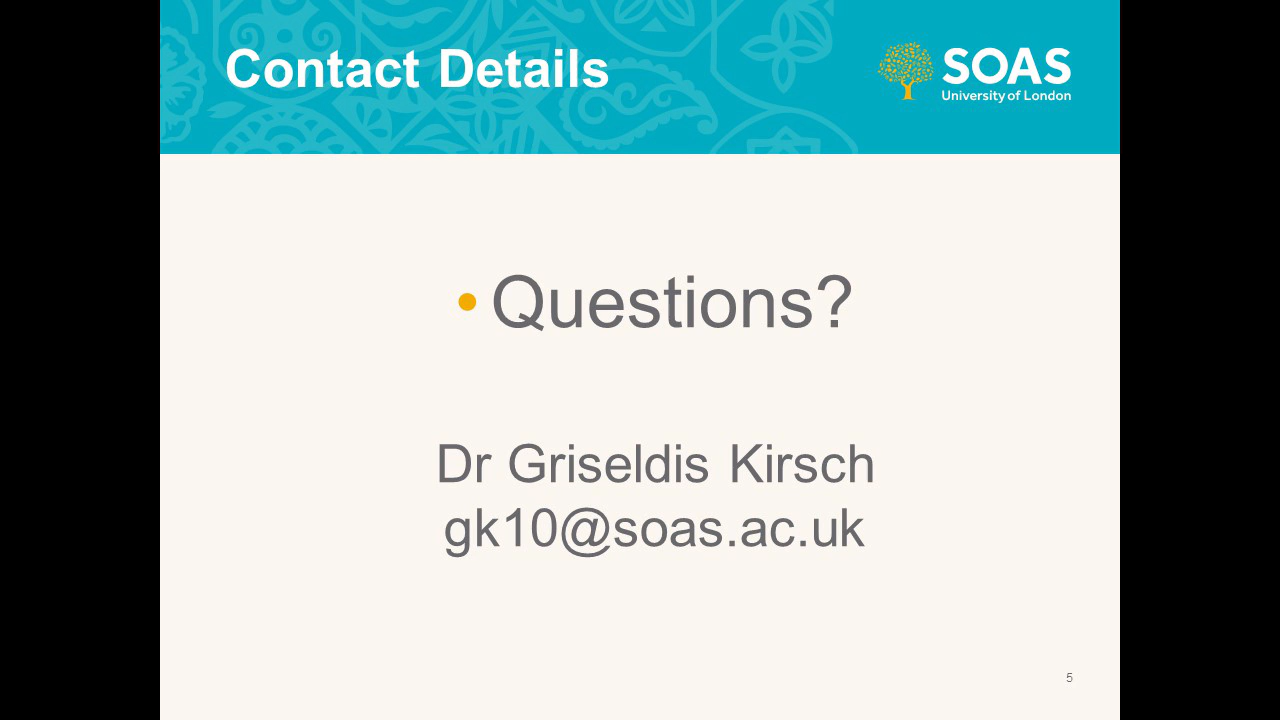 Contact Details
SOAS
University of London
• Questions?
Dr Griseldis Kirsch
gk10@soas.ac.uk
5